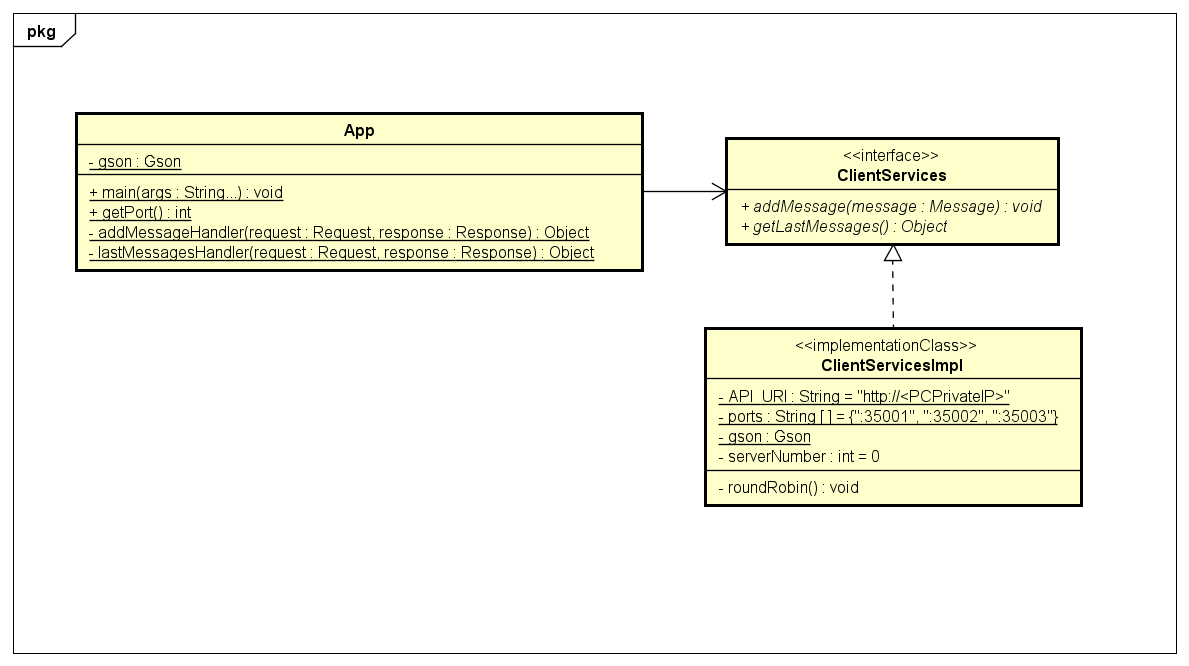 pkg
App
- gson : Gson
+ main(args : String...) : void
+ getPort() : int
- addMessageHandler(request : Request, response : Response) : Object
- lastMessagesHandler(request : Request, response : Response) : Object
<<interface>>
ClientServices
+ addMessage(message : Message) : void
+ getLastMessages() : Object
<<implementationClass>>
ClientServicesImpl
- API_URI : String = "http://<PCPrivateIP>"
- ports : String [ ] = {":35001", ":35002", ":35003"}
- gson : Gson
- serverNumber : int = 0
- roundRobin() : void